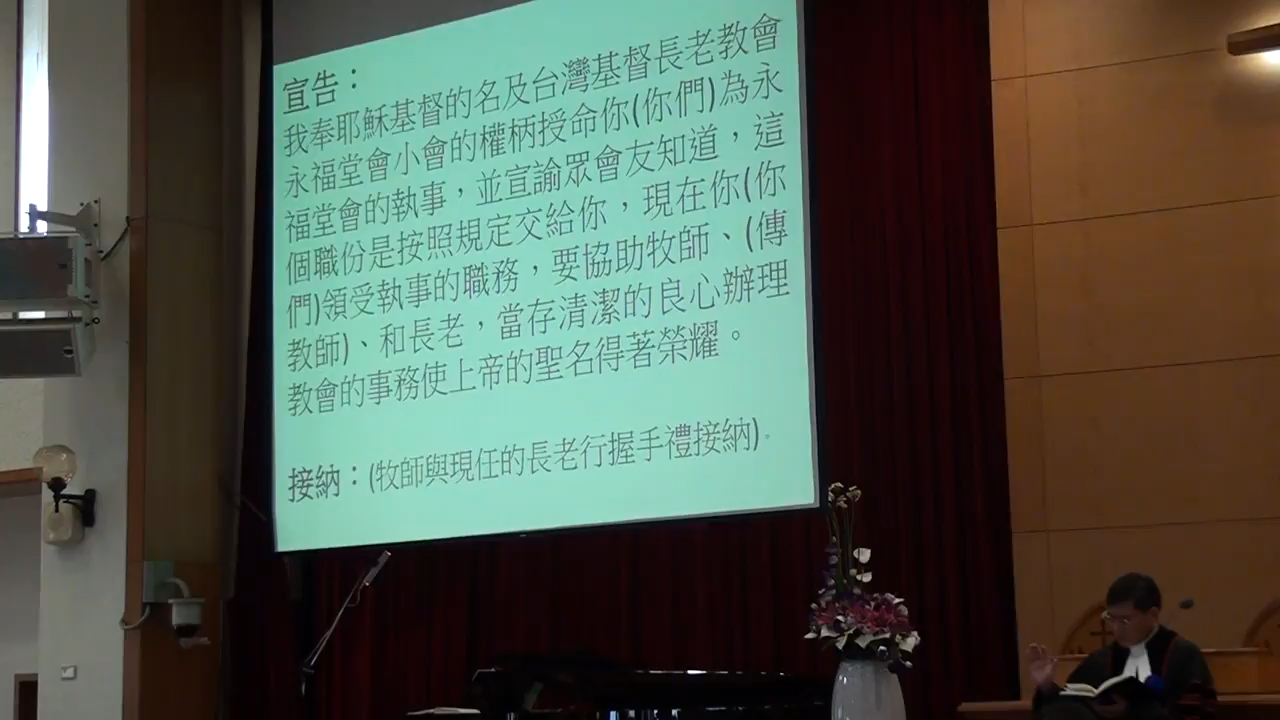 宣告：
我奉耶穌基督的名及台灣基督長老教會
永福堂會小會的權柄授命你(你們)為永
福堂會的執事，並宣諭眾會友知道，這
個職份是按照規定交給你，現在你(你
們)領受執事的職務，要協助牧師、(傳
教師)、和長老，當存清潔的良心辦理
教會的事務使上帝的聖名得著榮耀。
接納：(牧師與現任的長老行握手禮接納)。